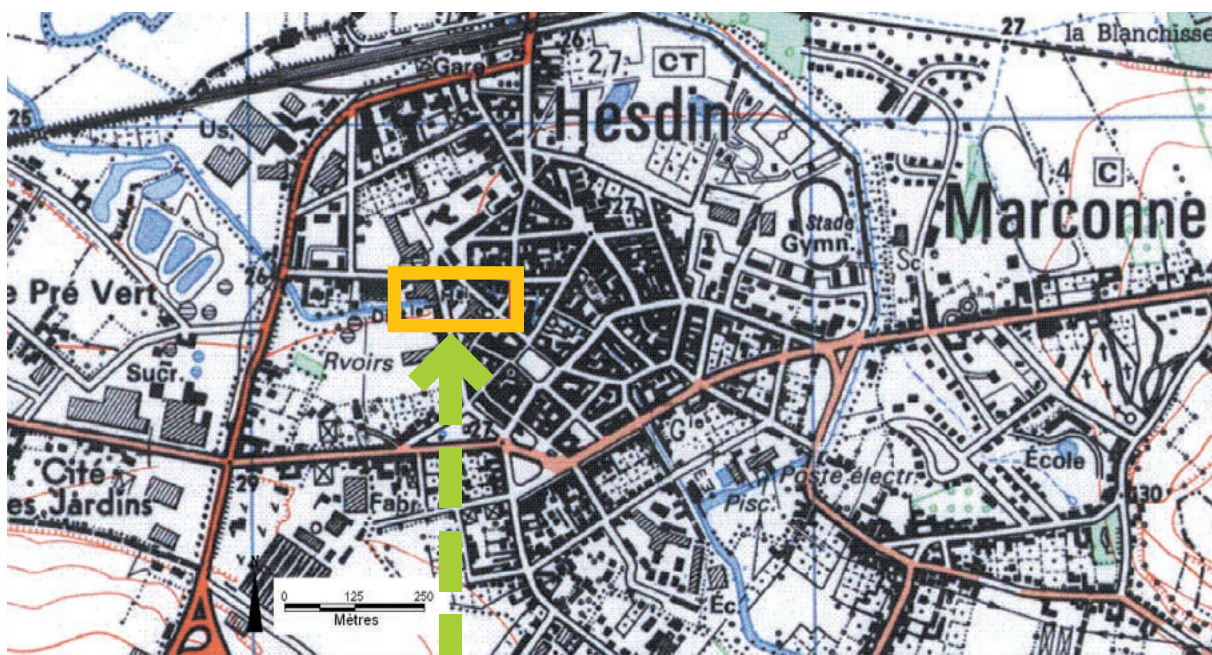 27
la Blanchisse
26
Gare
27
CT
25
Us.
Hesdin
14
C
Marconne
27
Stade
Gymn.
Sc.
26
e Pré Vert
Rvoirs
Sucr.
27
Gie
Cité
es Jardins
29
Fabr.
Poste électr.
Pisc.
École
130
N
0 125 250
Mètres
Éc.